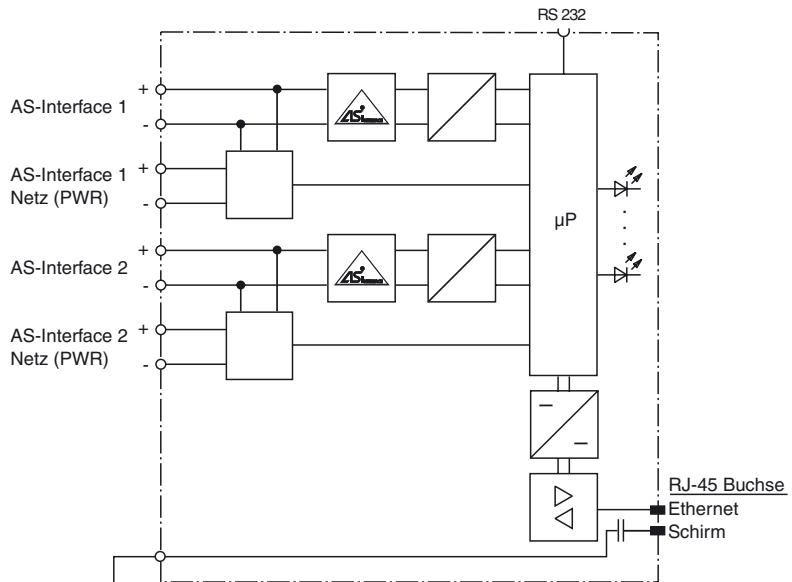 RS 232
+
AS-Interface 1
-
+
AS-Interface 1
Netz (PWR)
-
µP
+
AS-Interface 2
-
+
AS-Interface 2
Netz (PWR)
-
RJ-45 Buchse
Ethernet
Schirm